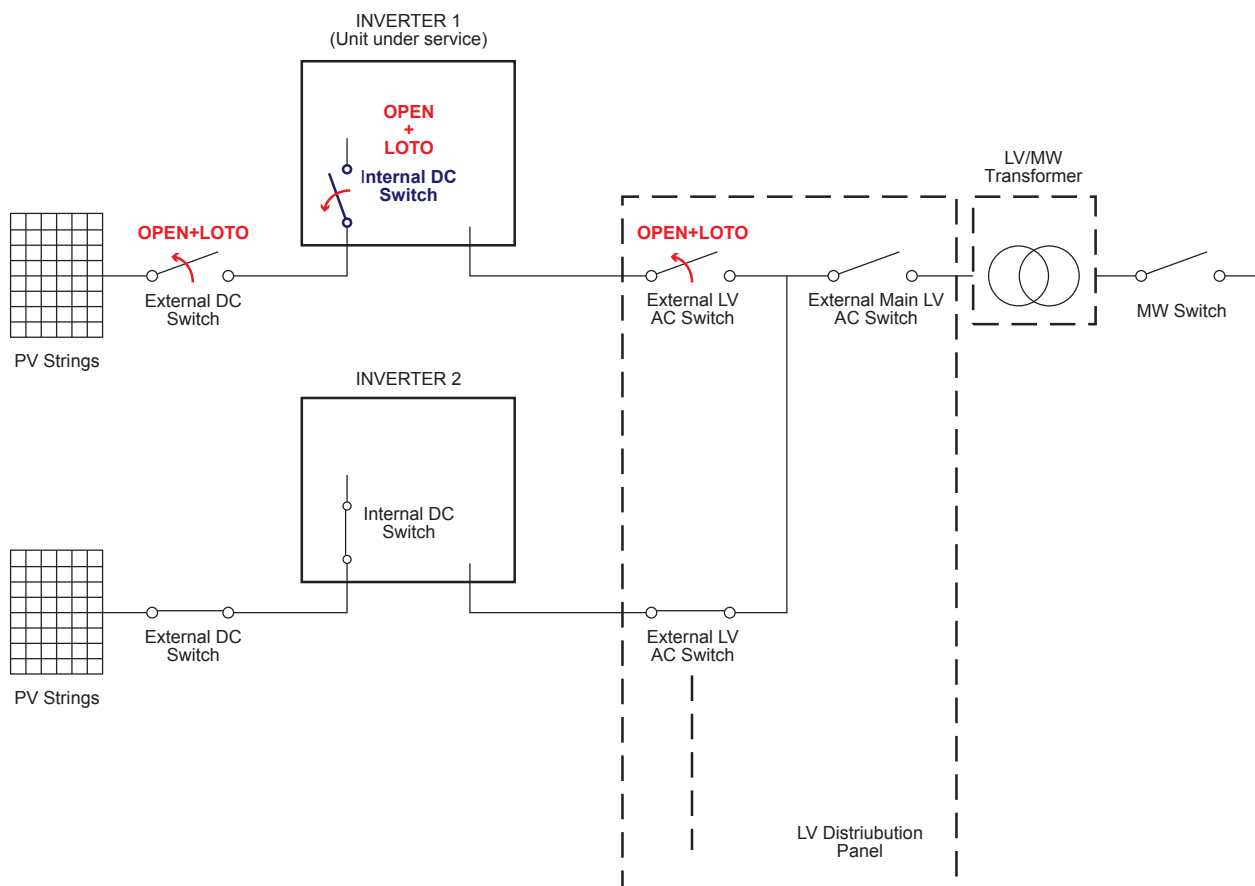 INVERTER 1
(Unit under service)
OPEN
+
LOTO
Internal DC
Switch
LV/MW
Transformer
OPEN+LOTO
External DC
Switch
OPEN+LOTO
External LV
AC Switch
External Main LV
AC Switch
MW Switch
PV Strings
INVERTER 2
Internal DC
Switch
External DC
Switch
External LV
AC Switch
PV Strings
LV Distriubution
Panel